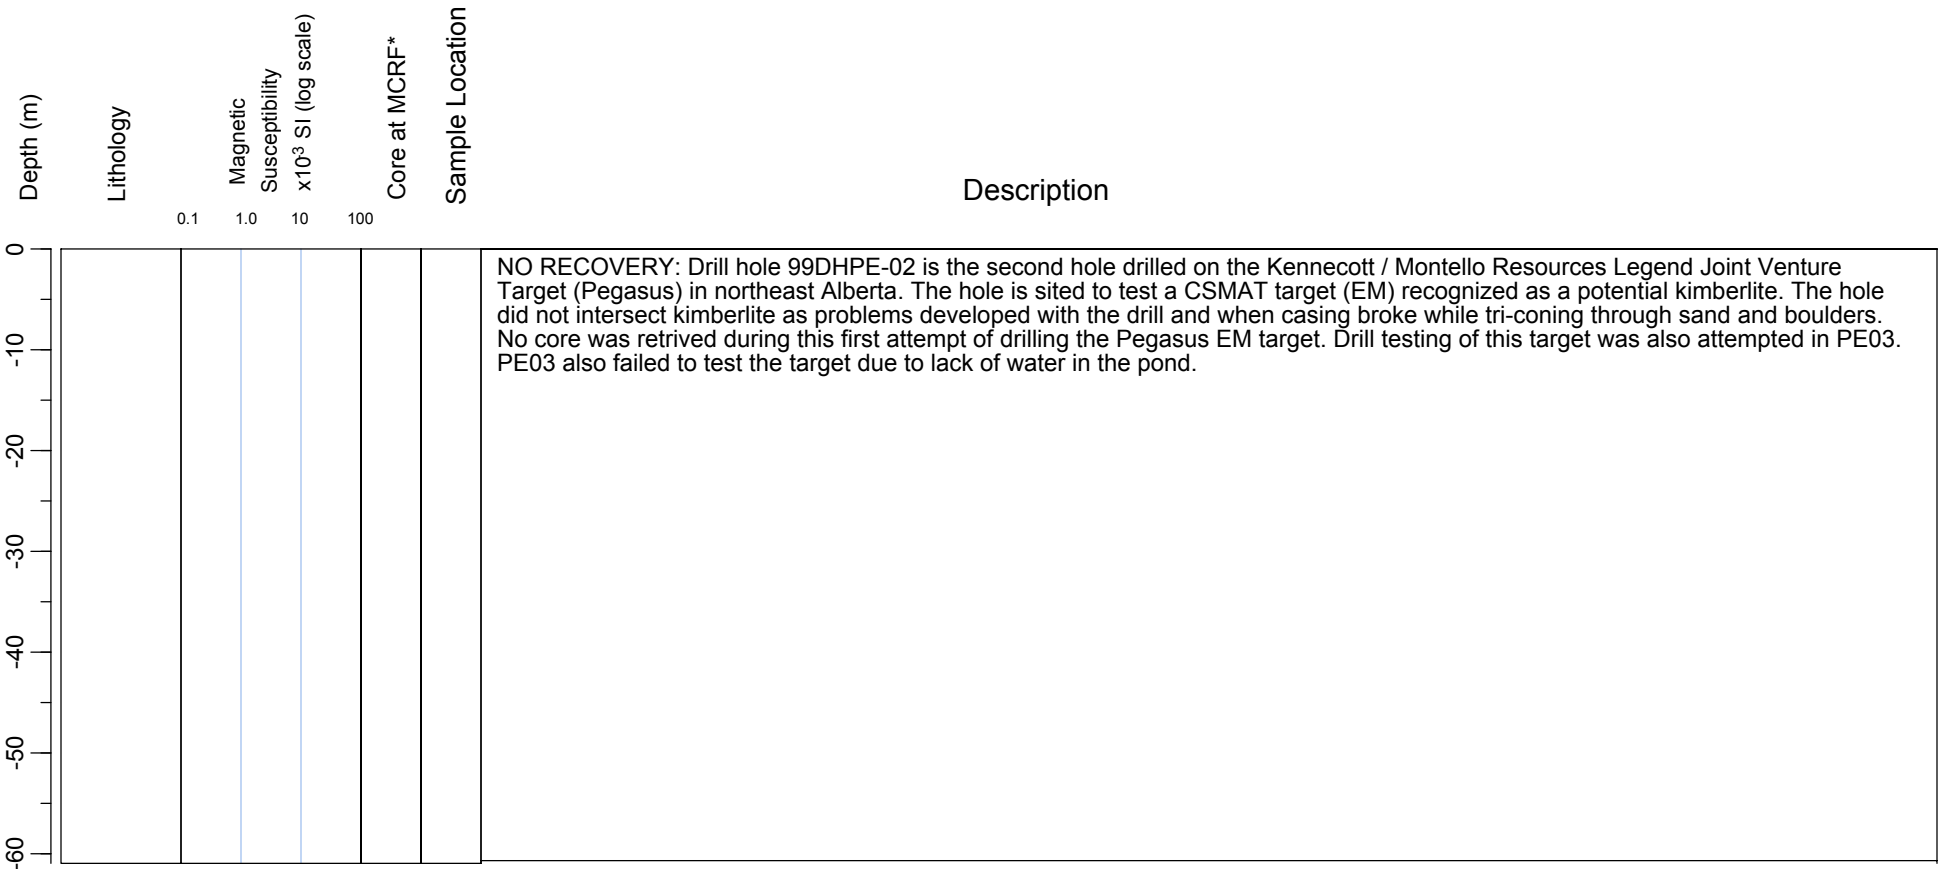 Depth (m)
Lithology
Magnetic
Susceptibility
x10³ SI (log scale)
Core at MCRF*
Sample Location
Description
0.1 1.0 10 100
0
-10
-20
-30
-40
-50
-60
NO RECOVERY: Drill hole 99DHPE-02 is the second hole drilled on the Kennecott / Montello Resources Legend Joint Venture
Target (Pegasus) in northeast Alberta. The hole is sited to test a CSMAT target (EM) recognized as a potential kimberlite. The hole
did not intersect kimberlite as problems developed with the drill and when casing broke while tri-coning through sand and boulders.
No core was retrived during this first attempt of drilling the Pegasus EM target. Drill testing of this target was also attempted in PE03.
PE03 also failed to test the target due to lack of water in the pond.